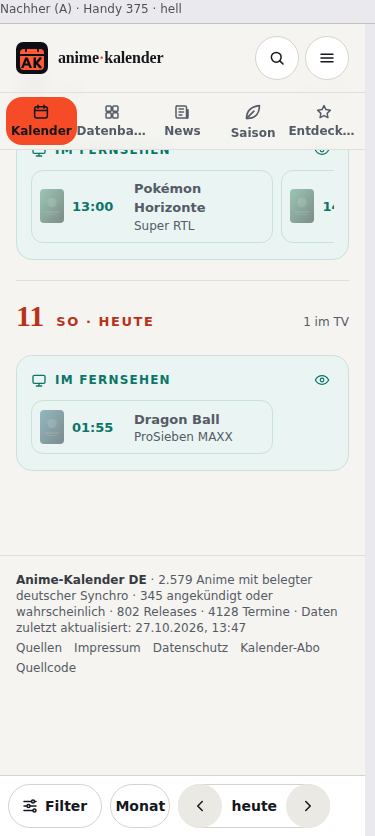 Nachher (A) · Handy 375 · hell
AK
anime·kalender
Kalender
Datenba…
News
Saison
Entdeck…
IM FERNSEHEN
13:00
Pokémon
Horizonte
Super RTL
11 SO · HEUTE
1 im TV
IM FERNSEHEN
01:55
Dragon Ball
ProSieben MAXX
Anime-Kalender DE · 2.579 Anime mit belegter
deutscher Synchro · 345 angekündigt oder
wahrscheinlich · 802 Releases · 4128 Termine · Daten
zuletzt aktualisiert: 27.10.2026, 13:47
Quellen Impressum Datenschutz Kalender-Abo
Quellcode
Filter
Monat
heute